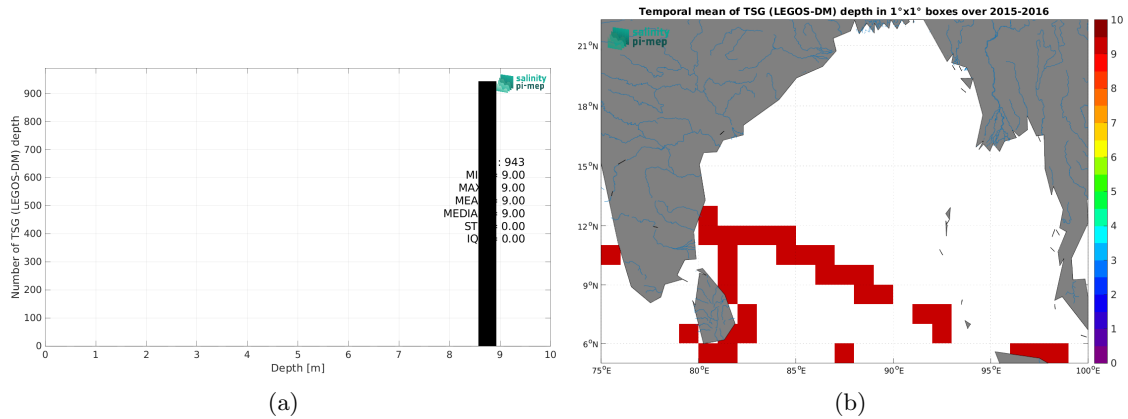 Temporal mean of TSG (LEGOS-DM) depth in 1°x1° boxes over 2015-2016
salinity
pi-mep
Number of TSG (LEGOS-DM) depth
900
800
700
600
500
400
300
200
100
0
: 943
MI = 9.00
MAX = 9.00
MEA = 9.00
MEDIA = 9.00
ST = 0.00
IQ = 0.00
0 1 2 3 4 5 6 7 8 9 10
Depth [m]
(a)
salinity
pi-mep
21°N
18°N
15°N
12°N
9°N
6°N
75°E 80°E 85°E 90°E 95°E 100°E
10
9
8
7
6
5
4
3
2
1
0
(b)